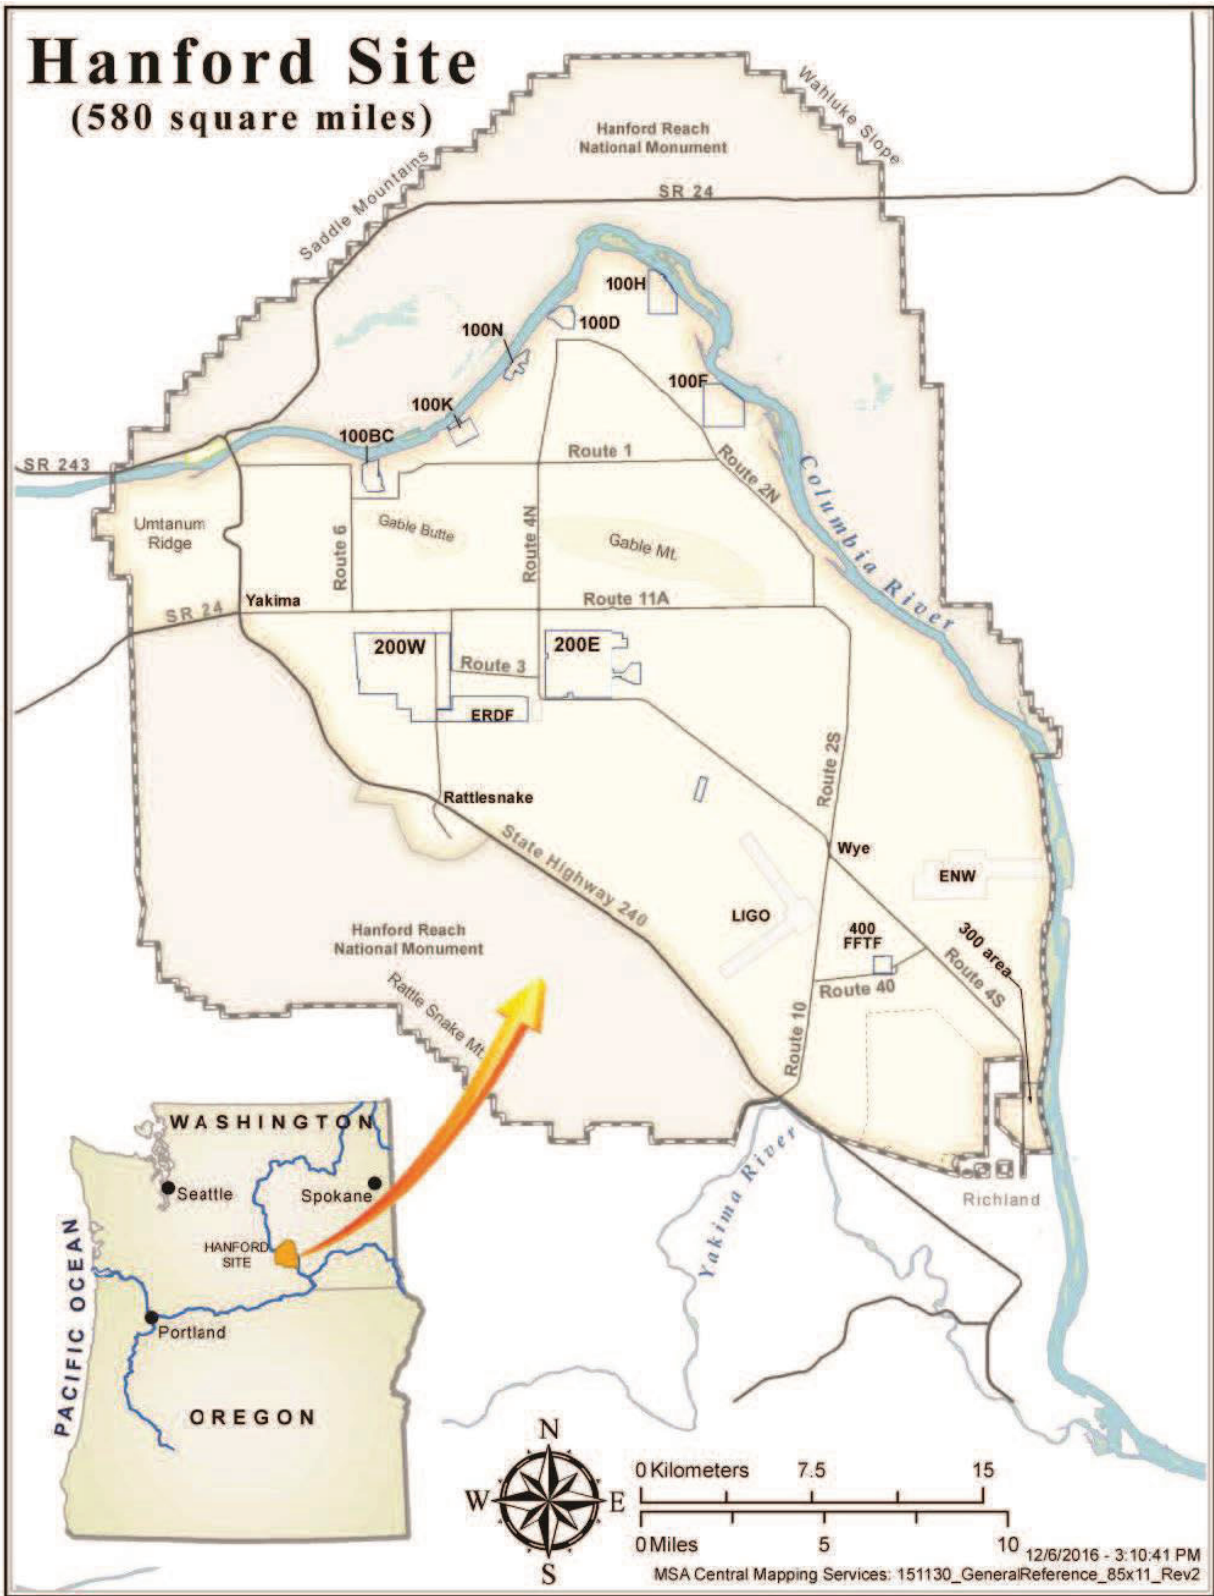 Hanford Site
(580 square miles)
Wahluke Slope
Hanford Reach
National Monument
Saddle Mountains
SR 24
100H
100D
100N
100F
100K
100BC
Route 1
SR 243
Route 2N
Columbia River
Umtanum
Ridge
Gable Butte
Route 4N
Gable Mt.
Route 6
Yakima
Route 11A
SR 24
200W
200E
Route 3
ERDF
Route 2S
Rattlesnake
State Highway 240
Wye
ENW
LIGO
400
FFTF
300 area
Hanford Reach
National Monument
Route 40
Route 4S
Rattle Snake Mt.
Route 10
WASHINGTON
Yakima River
Seattle
Spokane
Richland
HANFORD
SITE
PACIFIC OCEAN
Portland
OREGON
N
W
E
S
0 Kilometers 7.5 15
0 Miles 5 10
12/6/2016 - 3:10:41 PM
MSA Central Mapping Services: 151130_GeneralReference_85x11_Rev2